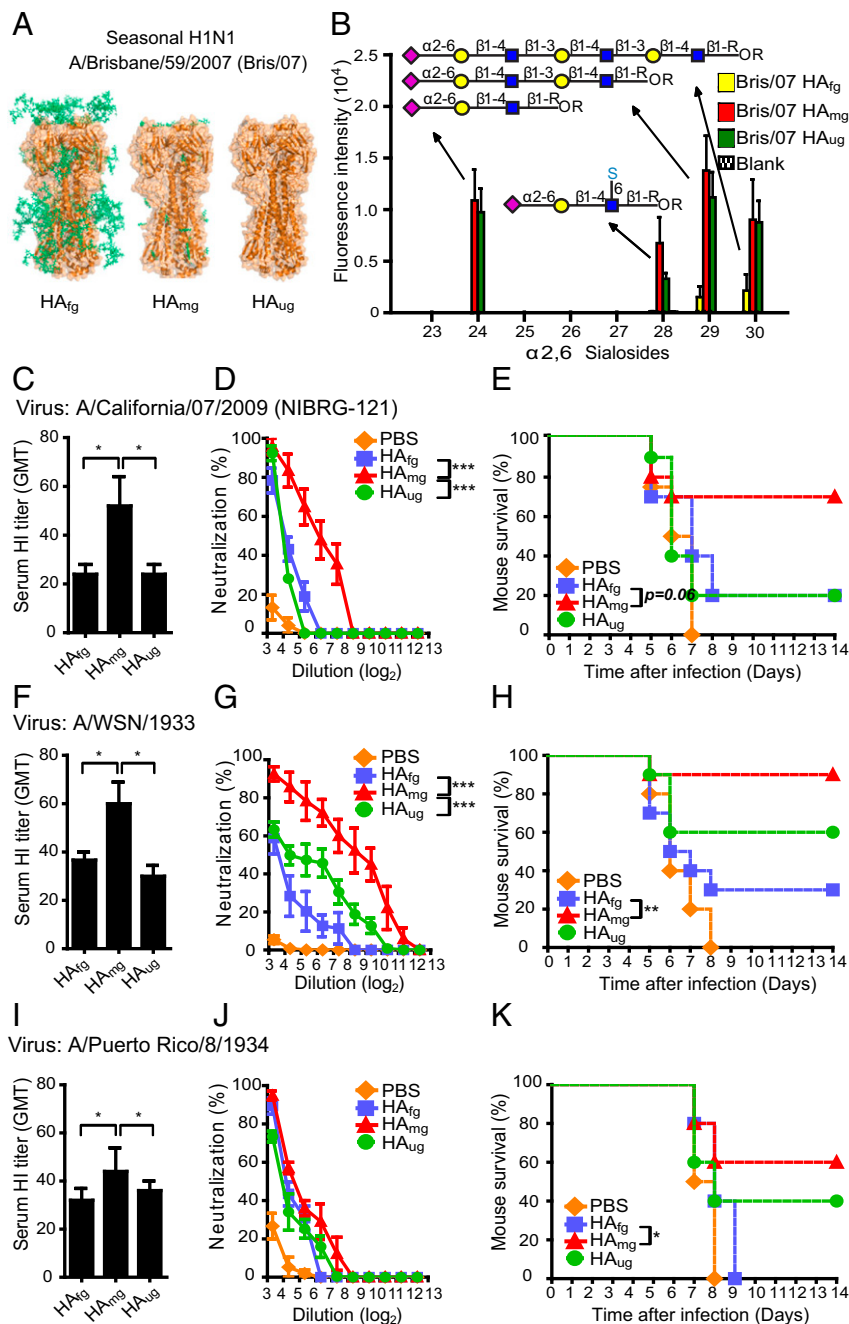 A
Seasonal H1N1
A/Brisbane/59/2007 (Bris/07)
HAfg HAmg HAug
B
Fluoresence intensity (10⁴)
2.5
2.0
1.5
1.0
0.5
0
α2-6 β1-4 β1-3 β1-4 β1-3 β1-4 β1-R OR
α2-6 β1-4 β1-3 β1-4 β1-R OR
α2-6 β1-4 β1-R OR
S
6
α2-6 β1-4 β1-R OR
Bris/07 HAfg
Bris/07 HAmg
Bris/07 HAug
Blank
23 24 25 26 27 28 29 30
α2,6 Sialosides
C D E
Virus: A/California/07/2009 (NIBRG-121)
Serum HI titer (GMT)
80
60
40
20
0
* *
HAfg HAmg HAug
Neutralization (%)
100
80
60
40
20
0
PBS
HAfg
HAmg
HAug
***
***
3 4 5 6 7 8 9 10 11 12 13
Dilution (log₂)
Mouse survival (%)
100
80
60
40
20
0
PBS
HAfg
HAmg
HAug
p=0.06
0 1 2 3 4 5 6 7 8 9 10 11 12 13 14
Time after infection (Days)
F G H
Virus: A/WSN/1933
Serum HI titer (GMT)
80
60
40
20
0
* *
HAfg HAmg HAug
Neutralization (%)
100
80
60
40
20
0
PBS
HAfg
HAmg
HAug
***
***
3 4 5 6 7 8 9 10 11 12 13
Dilution (log₂)
Mouse survival (%)
100
80
60
40
20
0
PBS
HAfg
HAmg
HAug
**
0 1 2 3 4 5 6 7 8 9 10 11 12 13 14
Time after infection (Days)
I J K
Virus: A/Puerto Rico/8/1934
Serum HI titer (GMT)
80
60
40
20
0
* *
HAfg HAmg HAug
Neutralization (%)
100
80
60
40
20
0
PBS
HAfg
HAmg
HAug
3 4 5 6 7 8 9 10 11 12 13
Dilution (log₂)
Mouse survival (%)
100
80
60
40
20
0
PBS
HAfg
HAmg
HAug
*
0 1 2 3 4 5 6 7 8 9 10 11 12 13 14
Time after infection (Days)